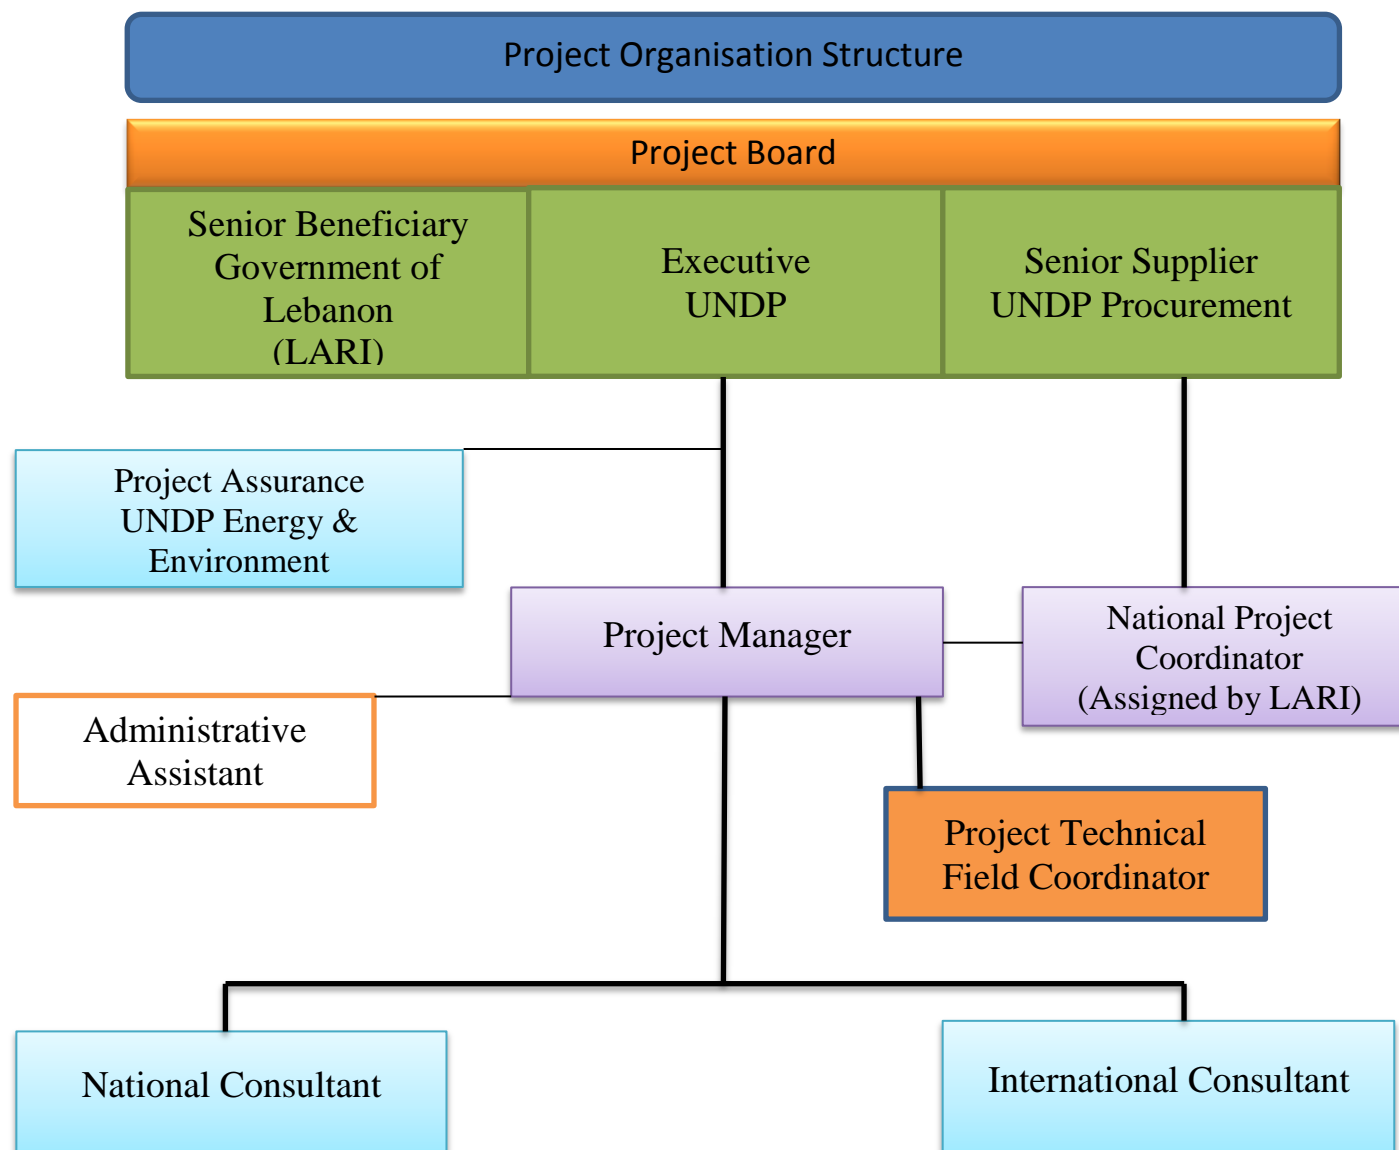 Project Organisation Structure
Project Board
Senior Beneficiary
Government of
Lebanon
(LARI)
Executive
UNDP
Senior Supplier
UNDP Procurement
Project Assurance
UNDP Energy &
Environment
Project Manager
National Project
Coordinator
(Assigned by LARI)
Administrative
Assistant
Project Technical
Field Coordinator
National Consultant
International Consultant